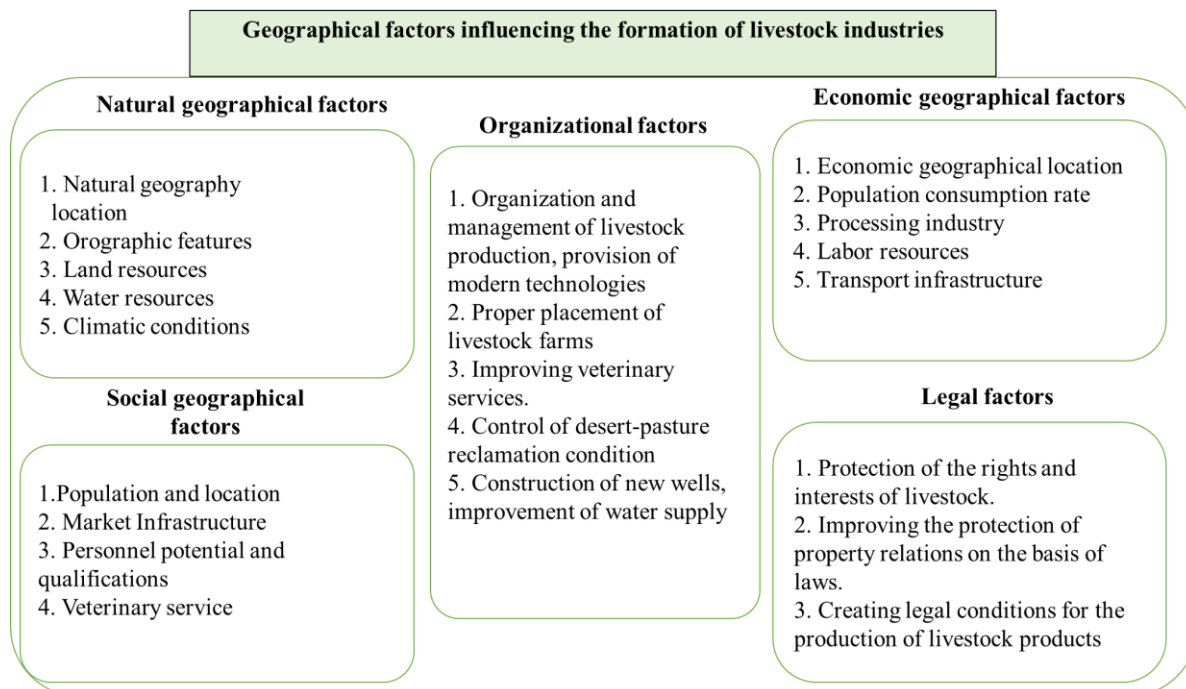 Geographical factors influencing the formation of livestock industries
Natural geographical factors
1. Natural geography
location
2. Orographic features
3. Land resources
4. Water resources
5. Climatic conditions
Social geographical
factors
1.Population and location
2. Market Infrastructure
3. Personnel potential and
qualifications
4. Veterinary service
Organizational factors
1. Organization and
management of livestock
production, provision of
modern technologies
2. Proper placement of
livestock farms
3. Improving veterinary
services.
4. Control of desert-pasture
reclamation condition
5. Construction of new wells,
improvement of water supply
Economic geographical factors
1. Economic geographical location
2. Population consumption rate
3. Processing industry
4. Labor resources
5. Transport infrastructure
Legal factors
1. Protection of the rights and
interests of livestock.
2. Improving the protection of
property relations on the basis of
laws.
3. Creating legal conditions for the
production of livestock products